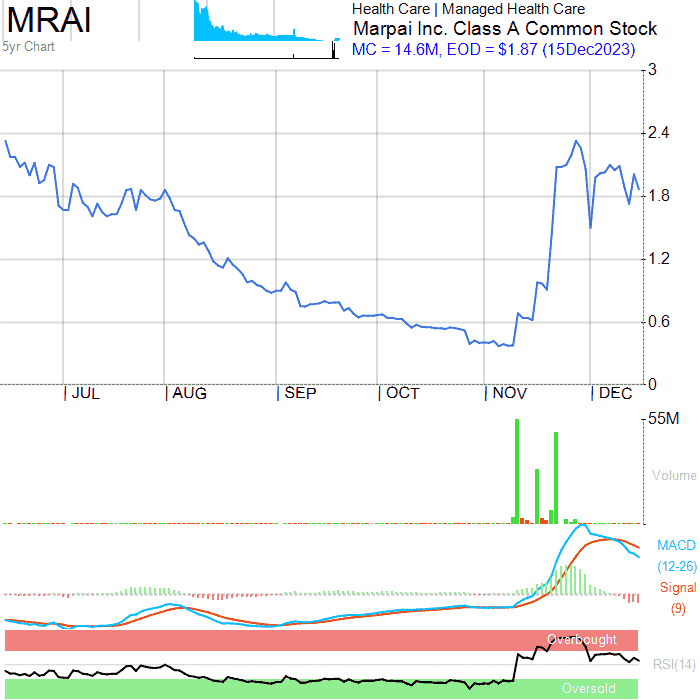 MRAI
5yr Chart
Health Care | Managed Health Care
Marpai Inc. Class A Common Stock
MC = 14.6M, EOD = $1.87 (15Dec2023)
3
2.4
1.8
1.2
0.6
0
JUL AUG SEP OCT NOV DEC
55M
Volume
MACD
(12-26)
Signal
(9)
Overbought
RSI(14)
Oversold